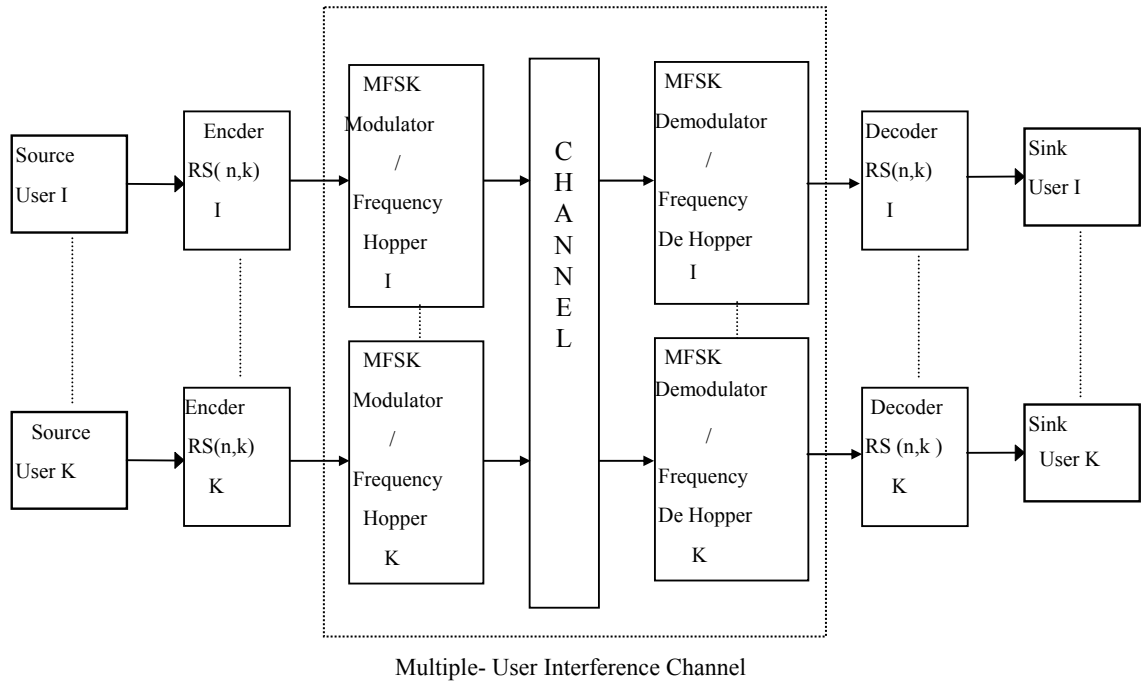 Source
User I
Encder
RS( n,k)
I
MFSK
Modulator
/
Frequency
Hopper
I
C
H
A
N
N
E
L
MFSK
Demodulator
/
Frequency
De Hopper
I
Decoder
RS(n,k)
I
Sink
User I
Source
User K
Encder
RS(n,k)
K
MFSK
Modulator
/
Frequency
Hopper
K
MFSK
Demodulator
/
Frequency
De Hopper
K
Decoder
RS (n,k )
K
Sink
User K
Multiple- User Interference Channel